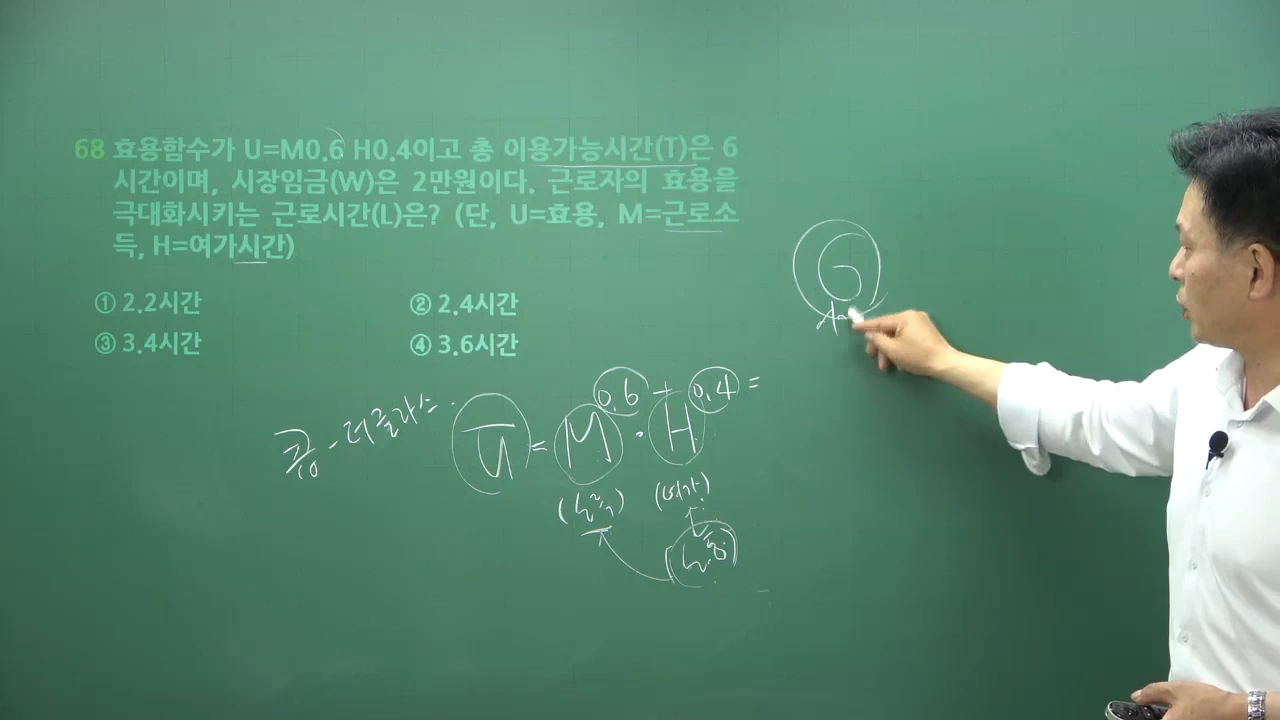 68 효용함수가 U=M0.6 H0.4이고 총 이용가능시간(T)은 6
시간이며, 시장임금(W)은 2만원이다. 근로자의 효용을
극대화시키는 근로시간(L)은? (단, U=효용, M=근로소
득, H=여가시간)
① 2.2시간 ② 2.4시간
③ 3.4시간 ④ 3.6시간
콥-더글라스.
U = M 0.6 · H 0.4 =
(소득) (여가)